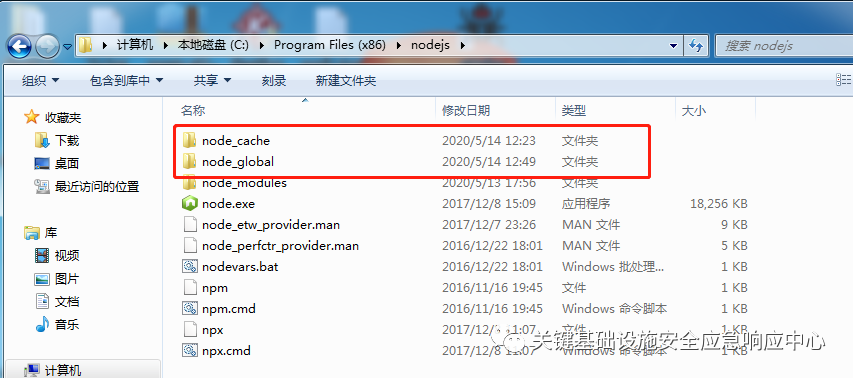 计算机 ▸ 本地磁盘 (C:) ▸ Program Files (x86) ▸ nodejs ▸ 搜索 nodejs
组织 包含到库中 共享 刻录 新建文件夹
名称 修改日期 类型 大小
收藏夹
下载
桌面
最近访问的位置
库
视频
图片
文档
音乐
计算机
node_cache 2020/5/14 12:23 文件夹
node_global 2020/5/14 12:49 文件夹
node_modules 2020/5/13 17:56 文件夹
node.exe 2017/12/8 15:09 应用程序 18,256 KB
node_etw_provider.man 2017/12/7 23:26 MAN 文件 9 KB
node_perfctr_provider.man 2016/12/22 18:01 MAN 文件 5 KB
nodevars.bat 2016/12/22 18:01 Windows 批处理... 1 KB
npm 2016/11/16 19:45 文件 1 KB
npm.cmd 2016/11/16 19:45 Windows 命令脚本 1 KB
npx 11:07 文件 1 KB
npx.cmd 2017/12/8 11:07 Windows 命令脚本 1 KB
关键基础设施安全应急响应中心